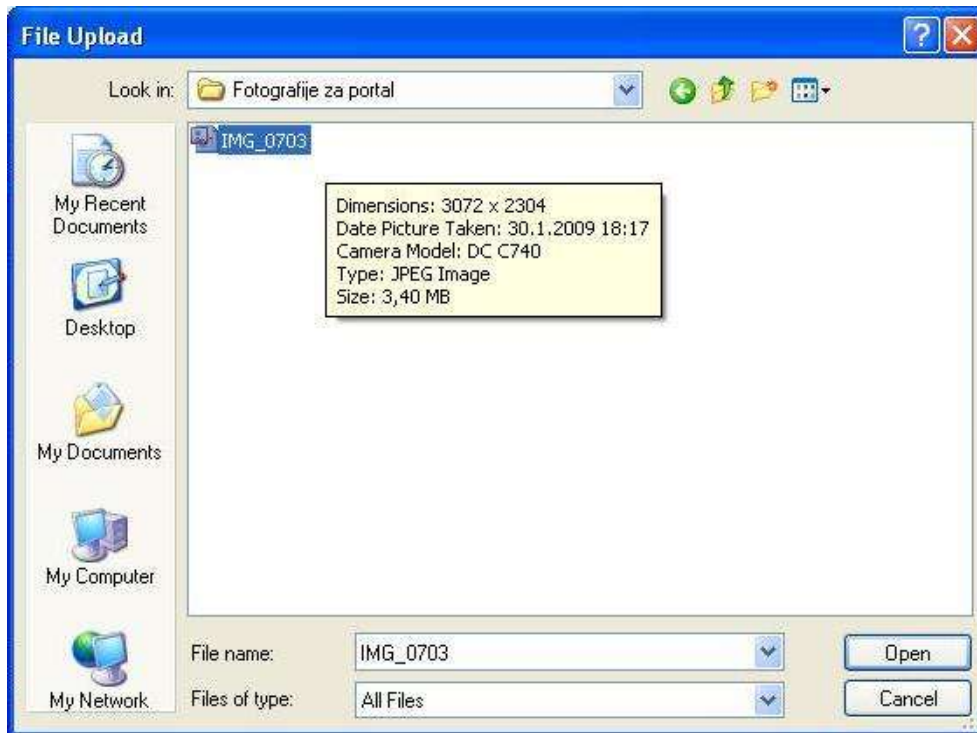 File Upload
Look in:
Fotografije za portal
IMG_0703
Dimensions: 3072 x 2304
Date Picture Taken: 30.1.2009 18:17
Camera Model: DC C740
Type: JPEG Image
Size: 3,40 MB
My Recent
Documents
Desktop
My Documents
My Computer
My Network
File name:
IMG_0703
Open
Files of type:
All Files
Cancel